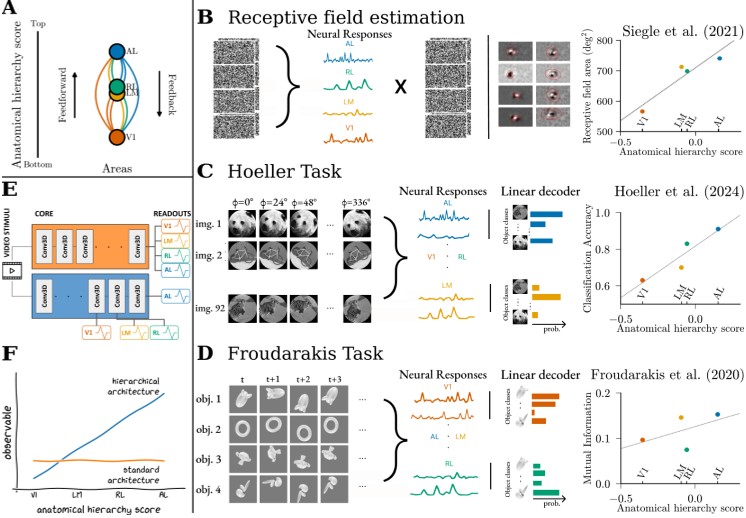 A
Anatomical hierarchy score
Top
Bottom
Feedforward
Feedback
AL
RL
LM
V1
Areas
B Receptive field estimation
Neural Responses
AL
RL
LM
V1
X
Siegle et al. (2021)
Receptive field area (deg²)
800
700
600
500
V1
LM
RL
AL
−0.5
0.0
Anatomical hierarchy score
C Hoeller Task
ϕ=0° ϕ=24° ϕ=48° ϕ=336°
img. 1
...
img. 2
...
img. 92
...
Neural Responses
AL
V1 RL
LM
Linear decoder
Object classes
Object classes
prob.
Hoeller et al. (2024)
Classification Accuracy
1.0
0.8
0.6
V1
LM
RL
AL
−0.5
0.0
Anatomical hierarchy score
D Froudarakis Task
t t+1 t+2 t+3
obj. 1 ...
obj. 2 ...
obj. 3 ...
obj. 4 ...
Neural Responses
V1
AL LM
RL
Linear decoder
Object classes
Object classes
prob.
Froudarakis et al. (2020)
Mutual Information
0.2
0.1
0.0
V1
LM
RL
AL
−0.5
0.0
Anatomical hierarchy score
E
VIDEO STIMULI
CORE
READOUTS
Conv3D
Conv3D
Conv3D
Conv3D
V1
LM
RL
AL
Conv3D
Conv3D
Conv3D
Conv3D
AL
V1
LM
RL
F
observable
hierarchical
architecture
standard
architecture
V1 LM RL AL
anatomical hierarchy score